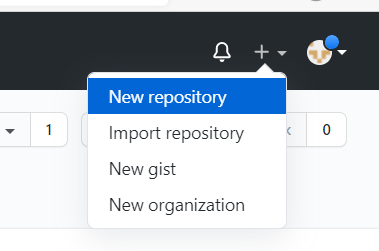 New repository
1
Import repository
0
New gist
New organization